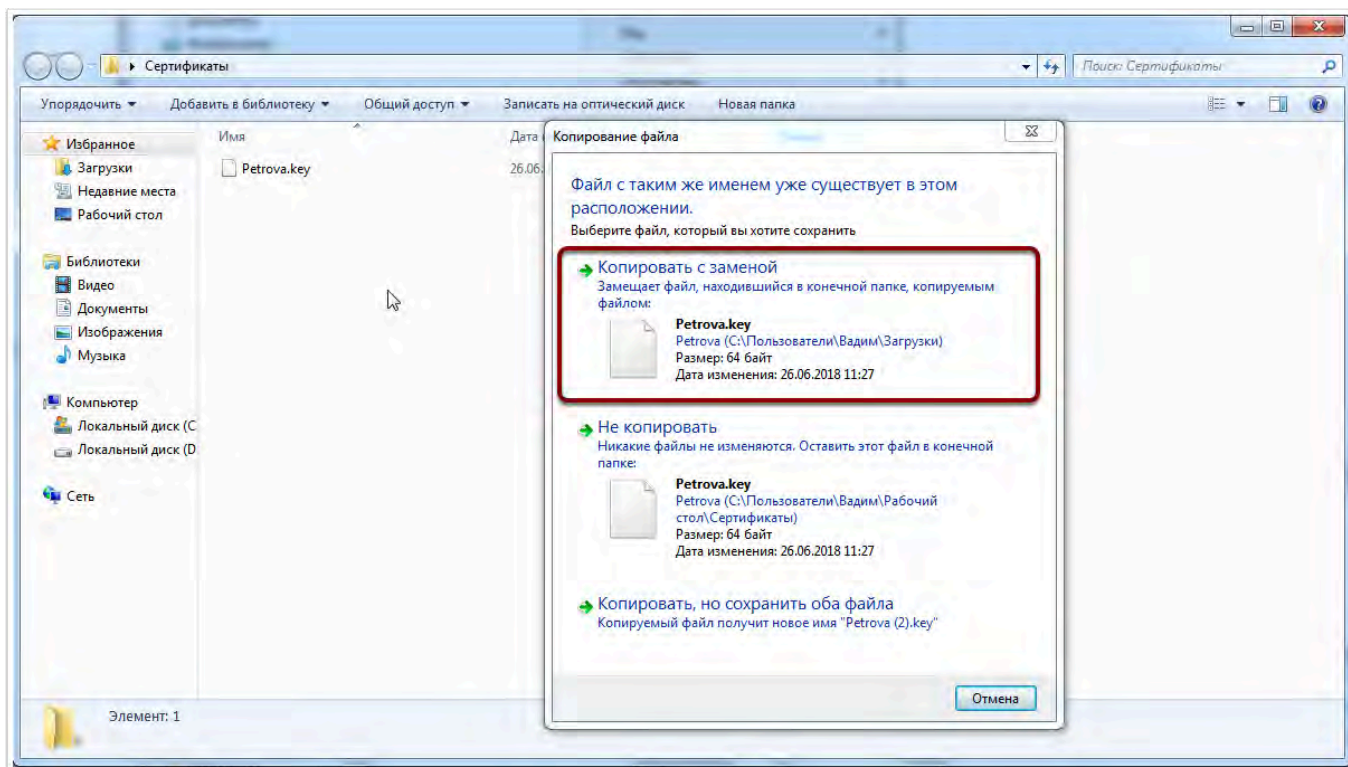 Сертификаты
Поиск: Сертификаты
Упорядочить
Добавить в библиотеку
Общий доступ
Записать на оптический диск
Новая папка
Избранное
Загрузки
Недавние места
Рабочий стол
Библиотеки
Видео
Документы
Изображения
Музыка
Компьютер
Локальный диск (C
Локальный диск (D
Сеть
Имя
Дата
Petrova.key
26.06.
Копирование файла
Файл с таким же именем уже существует в этом
расположении.
Выберите файл, который вы хотите сохранить
Копировать с заменой
Замещает файл, находившийся в конечной папке, копируемым
файлом:
Petrova.key
Petrova (C:\Пользователи\Вадим\Загрузки)
Размер: 64 байт
Дата изменения: 26.06.2018 11:27
Не копировать
Никакие файлы не изменяются. Оставить этот файл в конечной
папке:
Petrova.key
Petrova (C:\Пользователи\Вадим\Рабочий
стол\Сертификаты)
Размер: 64 байт
Дата изменения: 26.06.2018 11:27
Копировать, но сохранить оба файла
Копируемый файл получит новое имя "Petrova (2).key"
Отмена
Элемент: 1